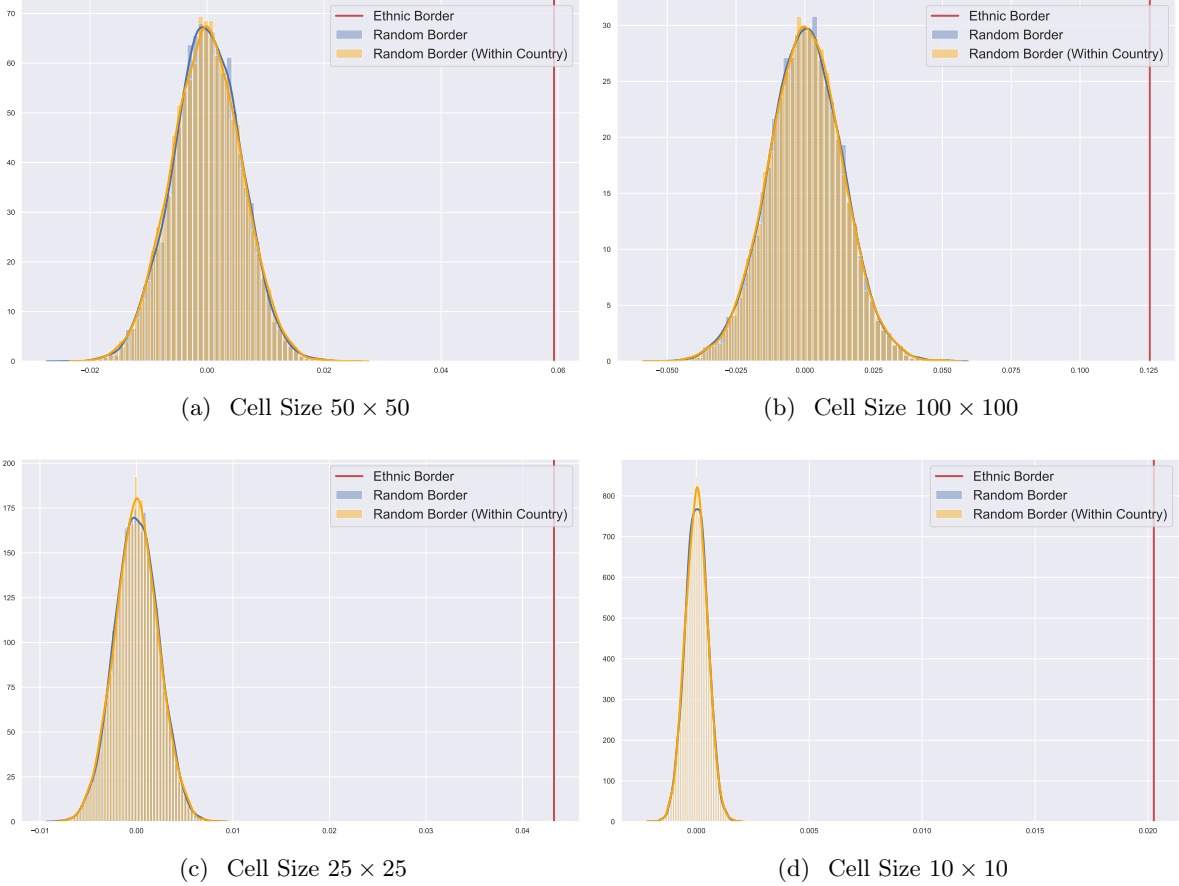 70
60
50
40
30
20
10
0
−0.02 0.00 0.02 0.04 0.06
Ethnic Border
Random Border
Random Border (Within Country)
(a) Cell Size 50 × 50
30
25
20
15
10
5
0
−0.050 −0.025 0.000 0.025 0.050 0.075 0.100 0.125
Ethnic Border
Random Border
Random Border (Within Country)
(b) Cell Size 100 × 100
200
175
150
125
100
75
50
25
0
−0.01 0.00 0.01 0.02 0.03 0.04
Ethnic Border
Random Border
Random Border (Within Country)
(c) Cell Size 25 × 25
800
700
600
500
400
300
200
100
0
0.000 0.005 0.010 0.015 0.020
Ethnic Border
Random Border
Random Border (Within Country)
(d) Cell Size 10 × 10